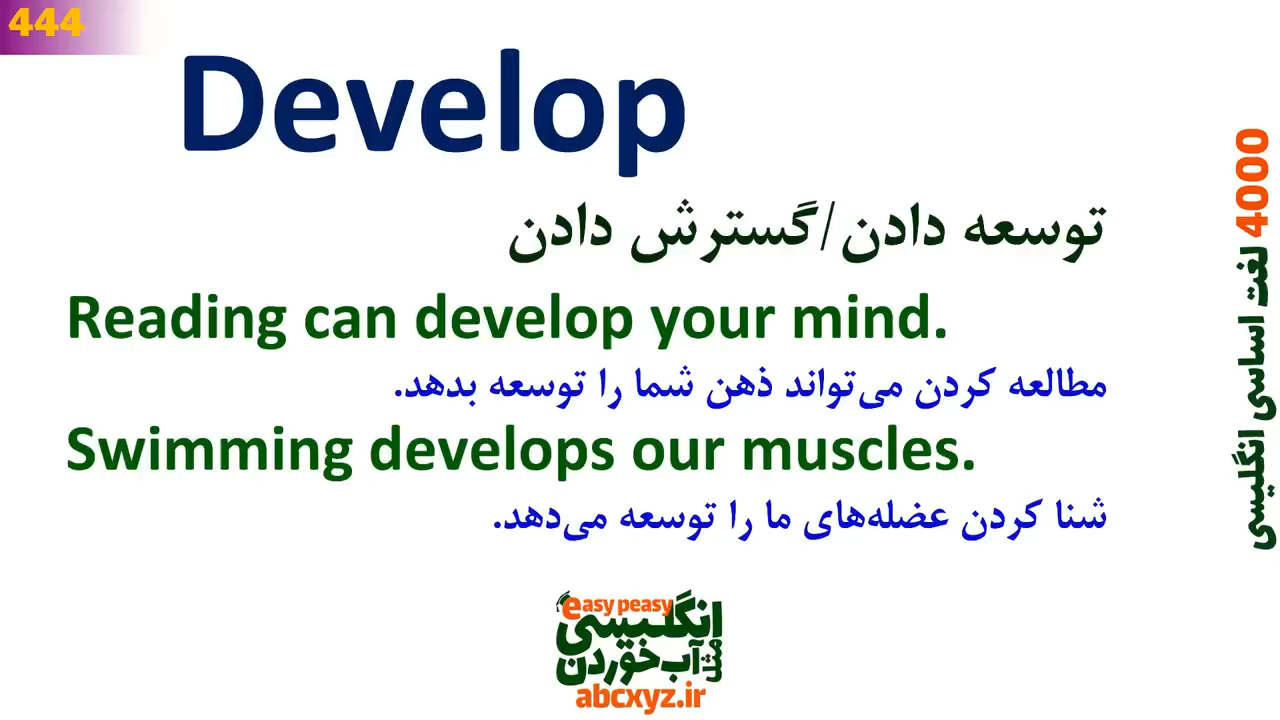 444
Develop
توسعه دادن/گسترش دادن
Reading can develop your mind.
مطالعه کردن می‌تواند ذهن شما را توسعه بدهد.
Swimming develops our muscles.
شنا کردن عضله‌های ما را توسعه می‌دهد.
4000 لغت اساسی انگلیسی
easy peasy
انگلیسی
مثل آب خوردن
abcxyz.ir